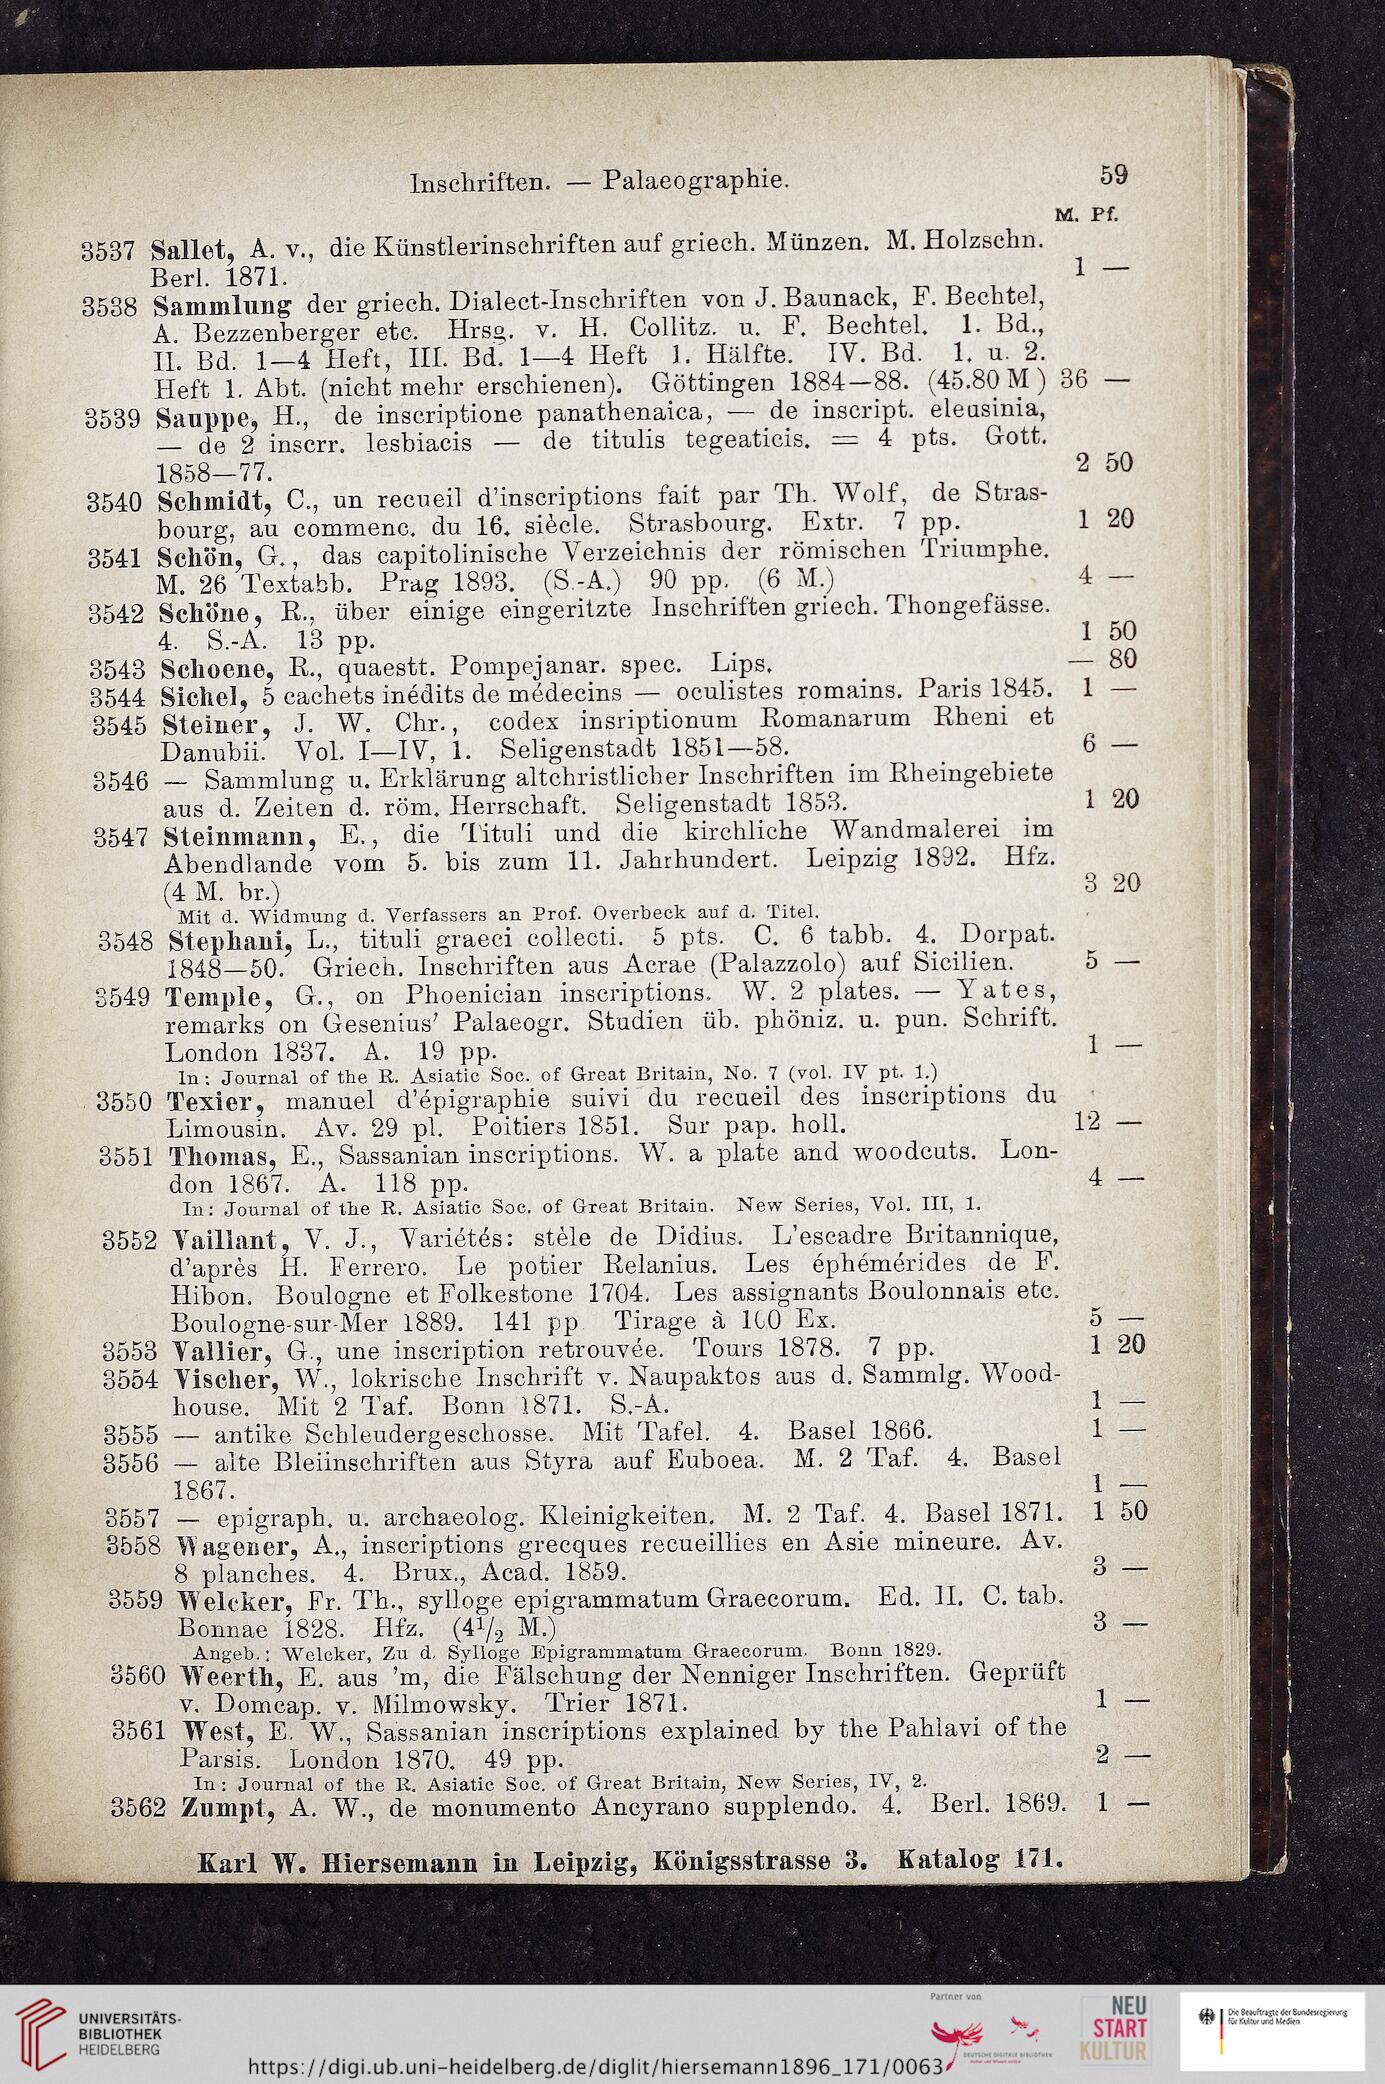 Inschriften. — Palaeographie. 59
M. Pf.
3537 Sallet, A. v., die Künstlerinschriften auf griech. Münzen. M. Holzschn.
Berl. 1871. 1 —
3538 Sammlung der griech. Dialect-Inschriften von J. Baunack, F. Bechtel,
A. Bezzenberger etc. Hrsg. v. H. Collitz. u. F. Bechtel. 1. Bd.,
II. Bd. 1—4 Heft, III. Bd. 1—4 Heft 1. Hälfte. IV. Bd. 1. u. 2.
Heft 1. Abt. (nicht mehr erschienen). Göttingen 1884—88. (45.80 M) 36 —
3539 Sauppe, H., de inscriptione panathenaica, — de inscript. eleusinia,
— de 2 inscrr. lesbiacis — de titulis tegeaticis. = 4 pts. Gott.
1858—77. 2 50
3540 Schmidt, C., un recueil d'inscriptions fait par Th. Wolf, de Stras-
bourg, au commenc. du 16. siècle. Strasbourg. Extr. 7 pp. 1 20
3541 Schön, G., das capitolinische Verzeichnis der römischen Triumphe.
M. 26 Textabb. Prag 1893. (S.-A.) 90 pp. (6 M.) 4 —
3542 Schöne, R., über einige eingeritzte Inschriften griech. Thongefässe.
4. S.-A. 13 pp. 1 50
3543 Schoene, R., quaestt. Pompejanar. spec. Lips. — 80
3544 Sichel, 5 cachets inédits de médecins — oculistes romains. Paris 1845. 1 —
3545 Steiner, J. W. Chr., codex insriptionum Romanarum Rheni et
Danubii. Vol. I—IV, 1. Seligenstadt 1851—58. 6 —
3546 — Sammlung u. Erklärung altchristlicher Inschriften im Rheingebiete
aus d. Zeiten d. röm. Herrschaft. Seligenstadt 1853. 1 20
3547 Steinmann, E., die Tituli und die kirchliche Wandmalerei im
Abendlande vom 5. bis zum 11. Jahrhundert. Leipzig 1892. Hfz.
(4 M. br.) 3 20
Mit d. Widmung d. Verfassers an Prof. Overbeck auf d. Titel.
3548 Stephani, L., tituli graeci collecti. 5 pts. C. 6 tabb. 4. Dorpat.
1848—50. Griech. Inschriften aus Acrae (Palazzolo) auf Sicilien. 5 —
3549 Temple, G., on Phoenician inscriptions. W. 2 plates. — Yates,
remarks on Gesenius' Palaeogr. Studien üb. phöniz. u. pun. Schrift.
London 1837. A. 19 pp. 1 —
In: Journal of the R. Asiatic Soc. of Great Britain, No. 7 (vol. IV pt. 1.)
3550 Texier, manuel d'épigraphie suivi du recueil des inscriptions du
Limousin. Av. 29 pl. Poitiers 1851. Sur pap. holl. 12 —
3551 Thomas, E., Sassanian inscriptions. W. a plate and woodcuts. Lon-
don 1867. A. 118 pp. 4 —
In: Journal of the R. Asiatic Soc. of Great Britain. New Series, Vol. III, 1.
3552 Vaillant, V. J., Variétés: stèle de Didius. L'escadre Britannique,
d'après H. Ferrero. Le potier Relanius. Les éphémérides de F.
Hibon. Boulogne et Folkestone 1704. Les assignants Boulonnais etc.
Boulogne-sur-Mer 1889. 141 pp Tirage à 100 Ex. 5 —
3553 Vallier, G., une inscription retrouvée. Tours 1878. 7 pp. 1 20
3554 Vischer, W., lokrische Inschrift v. Naupaktos aus d. Sammlg. Wood-
house. Mit 2 Taf. Bonn 1871. S.-A. 1 —
3555 — antike Schleudergeschosse. Mit Tafel. 4. Basel 1866. 1 —
3556 — alte Bleiinschriften aus Styra auf Euboea. M. 2 Taf. 4. Basel
1867. 1 —
3557 — epigraph. u. archaeolog. Kleinigkeiten. M. 2 Taf. 4. Basel 1871. 1 50
3558 Wagener, A., inscriptions grecques recueillies en Asie mineure. Av.
8 planches. 4. Brux., Acad. 1859. 3 —
3559 Welcker, Fr. Th., sylloge epigrammatum Graecorum. Ed. II. C. tab.
Bonnae 1828. Hfz. (4½ M.) 3 —
Angeb.: Welcker, Zu d. Sylloge Epigrammatum Graecorum. Bonn 1829.
3560 Weerth, E. aus 'm, die Fälschung der Nenniger Inschriften. Geprüft
v. Domcap. v. Milmowsky. Trier 1871. 1 —
3561 West, E. W., Sassanian inscriptions explained by the Pahlavi of the
Parsis. London 1870. 49 pp. 2 —
In: Journal of the R. Asiatic Soc. of Great Britain, New Series, IV, 2.
3562 Zumpt, A. W., de monumento Ancyrano supplendo. 4. Berl. 1869. 1 —
Karl W. Hiersemann in Leipzig, Königsstrasse 3. Katalog 171.
UNIVERSITÄTS-
BIBLIOTHEK
HEIDELBERG
https://digi.ub.uni-heidelberg.de/diglit/hiersemann1896_171/0063
Partner von
DEUTSCHE DIGITALE BIBLIOTHEK
Kultur und Wissen online
NEU
START
KULTUR
Die Beauftragte der Bundesregierung
für Kultur und Medien